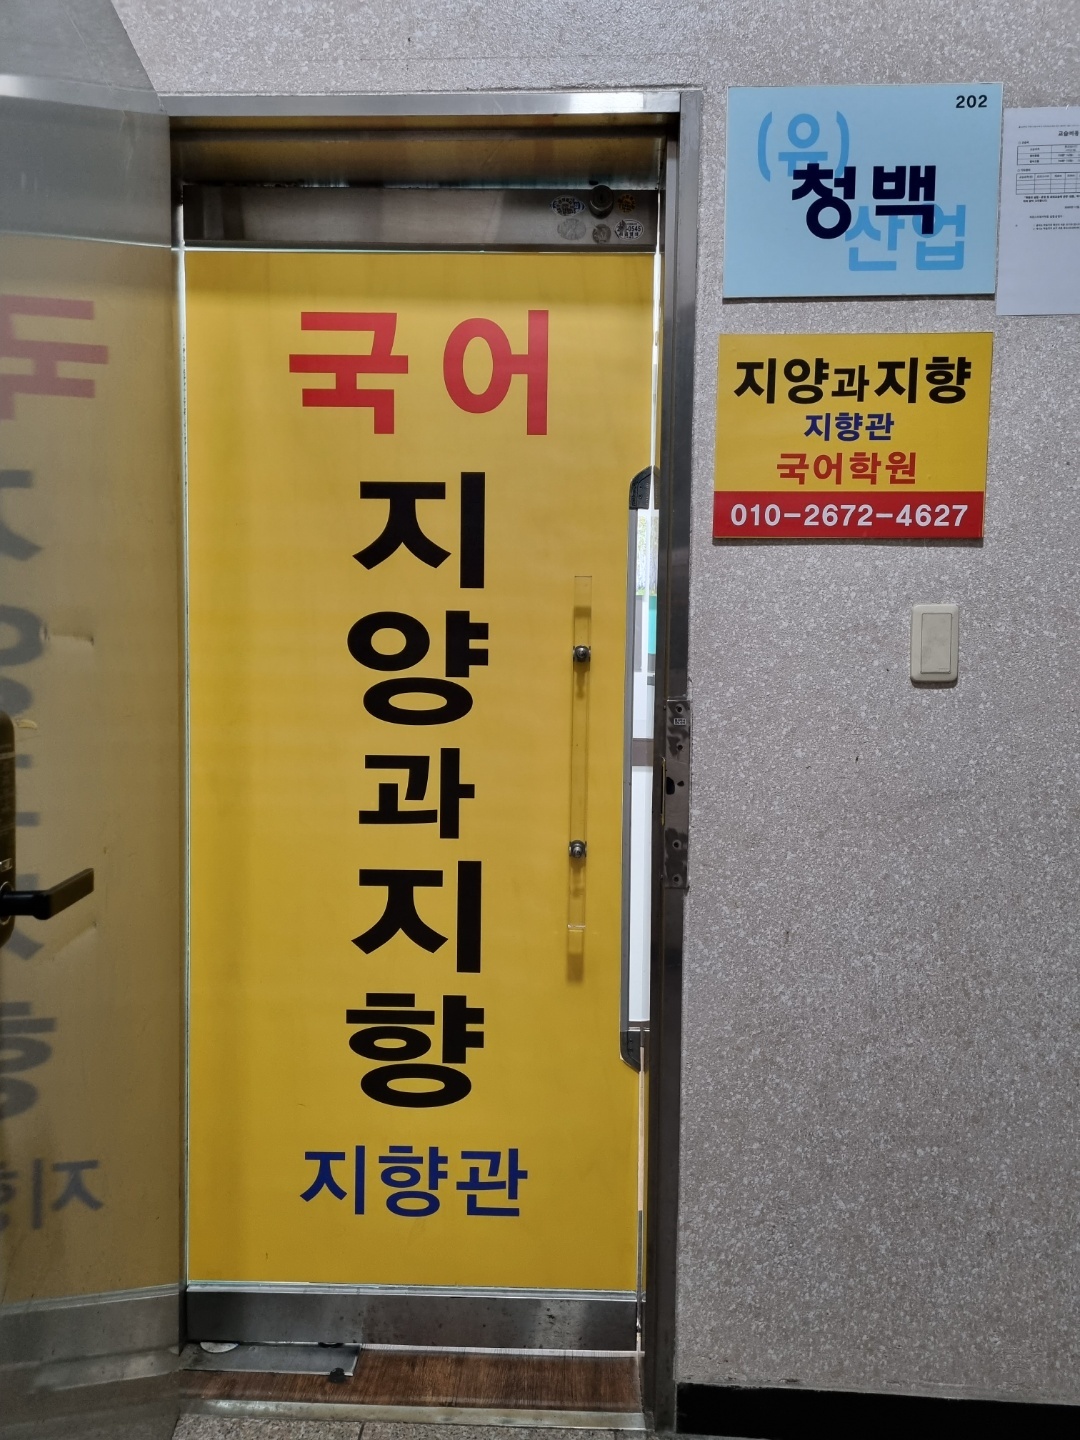 국어
지
양
과
지
향
지향관
202
(유)
청백
산업
지양과지향
지향관
국어학원
010-2672-4627